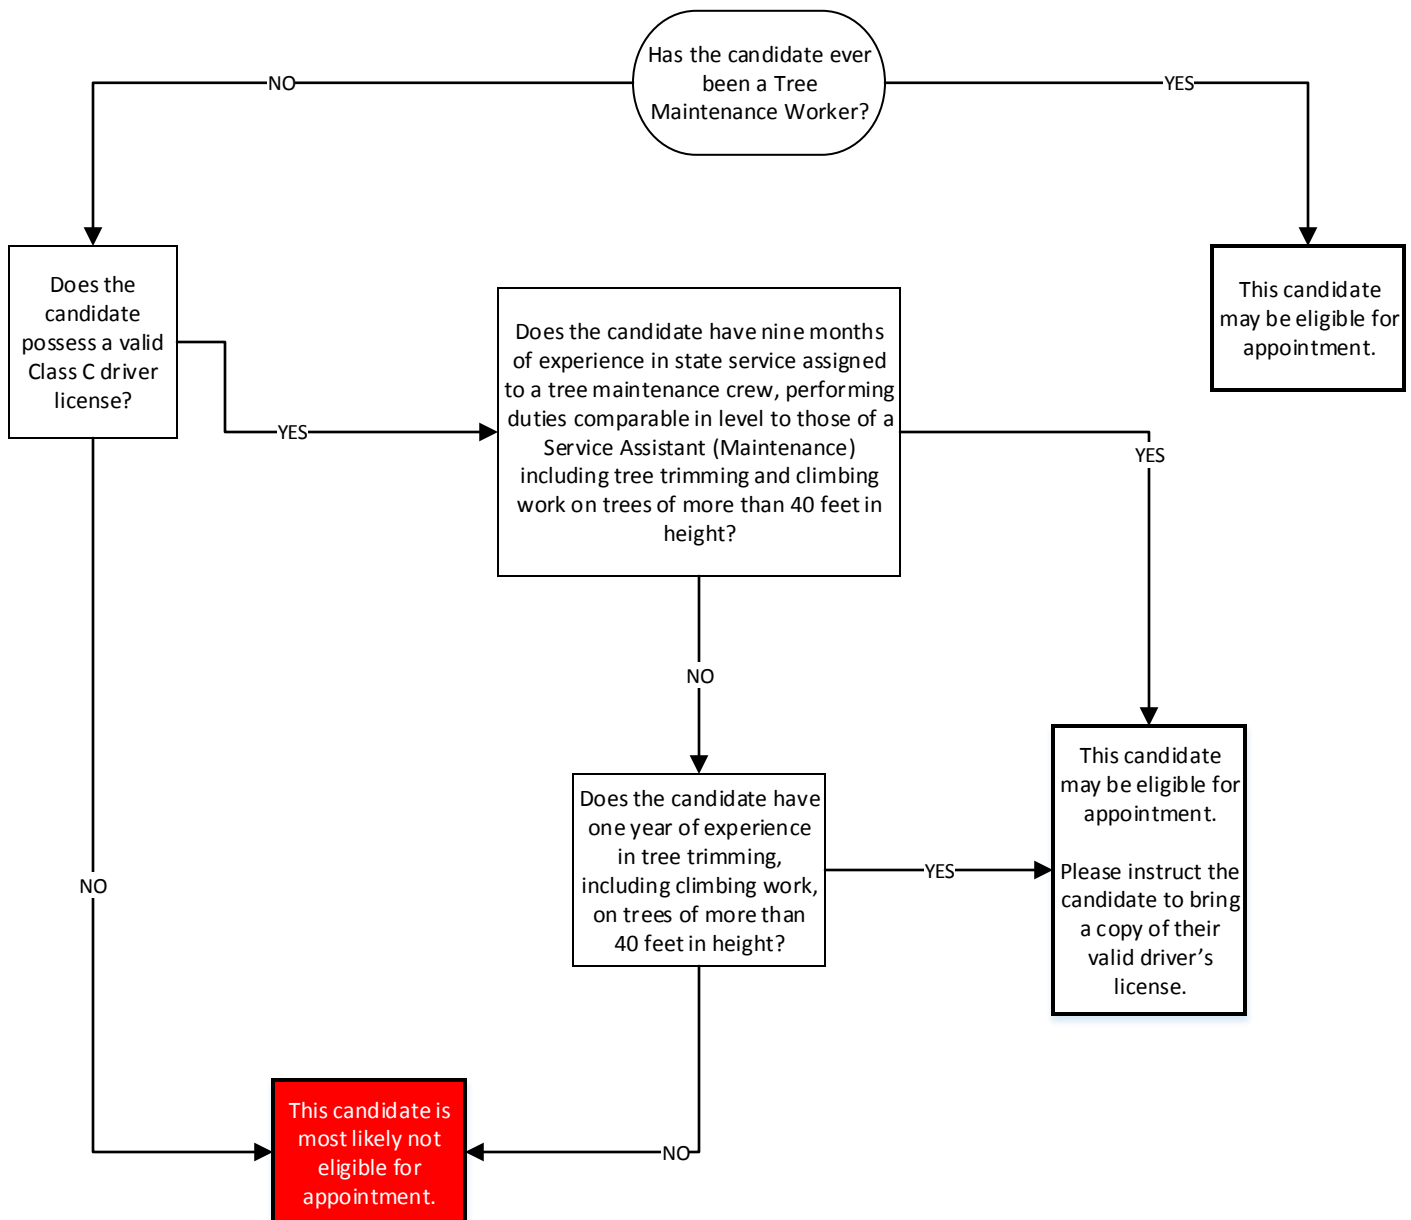 Has the candidate ever
been a Tree
Maintenance Worker?
NO
YES
Does the
candidate
possess a valid
Class C driver
license?
This candidate
may be eligible for
appointment.
Does the candidate have nine months
of experience in state service assigned
to a tree maintenance crew, performing
duties comparable in level to those of a
Service Assistant (Maintenance)
including tree trimming and climbing
work on trees of more than 40 feet in
height?
YES
YES
NO
Does the candidate have
one year of experience
in tree trimming,
including climbing work,
on trees of more than
40 feet in height?
YES
This candidate
may be eligible for
appointment.
Please instruct the
candidate to bring
a copy of their
valid driver’s
license.
NO
This candidate is
most likely not
eligible for
appointment.
NO